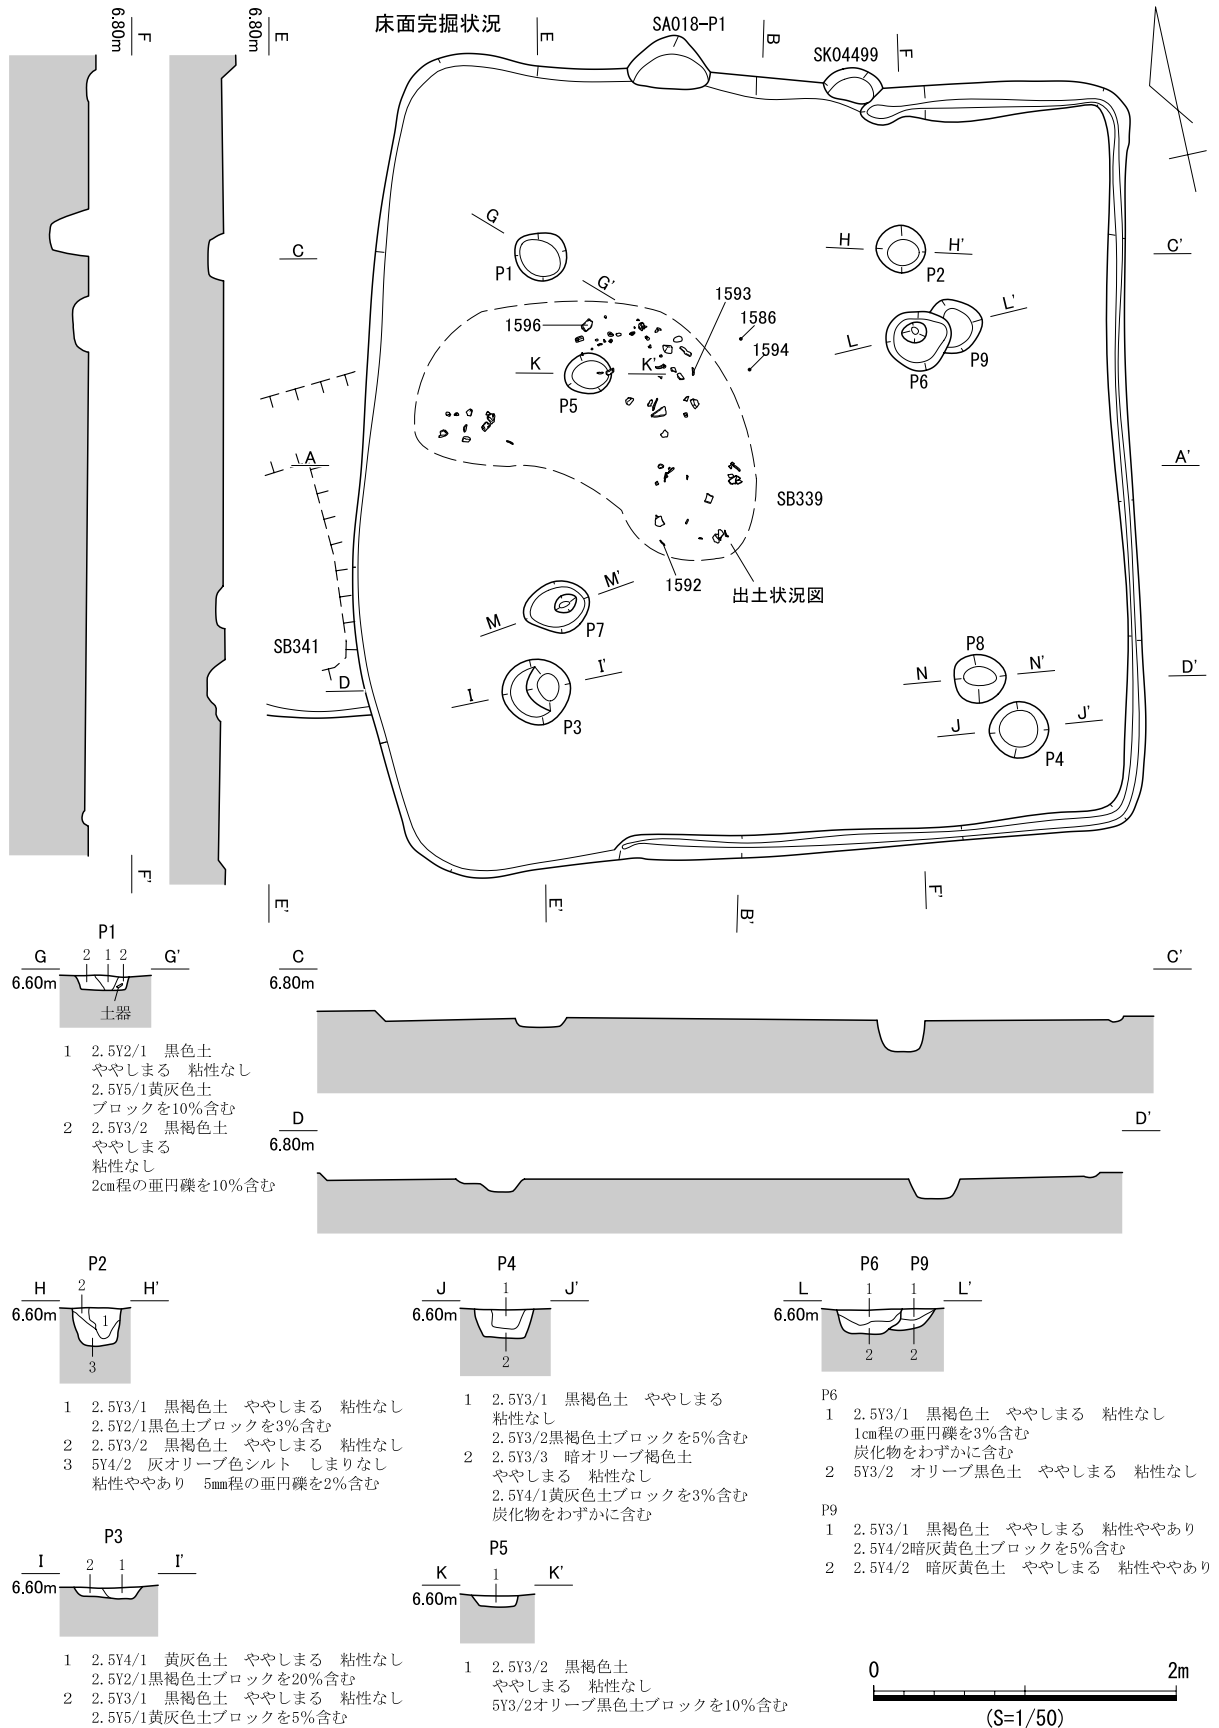 床面完掘状況
6.80m
F
6.80m
E
E
SA018-P1
B
SK04499
F
G
P1
G'
H
H'
P2
C
C'
1593
1586
1594
1596
L
L'
P6
P9
K
K'
P5
A
A'
SB339
1592
出土状況図
M
M'
P7
SB341
D
I
I'
P3
P8
N
N'
D'
J
J'
P4
F'
E'
E'
B'
F'
P1
G
2 1 2
G'
6.60m
土器
1 2.5Y2/1 黒色土
ややしまる 粘性なし
2.5Y5/1黄灰色土
ブロックを10%含む
2 2.5Y3/2 黒褐色土
ややしまる
粘性なし
2cm程の亜円礫を10%含む
C
C'
6.80m
D
D'
6.80m
P2
H
2
H'
6.60m
1
3
1 2.5Y3/1 黒褐色土 ややしまる 粘性なし
2.5Y2/1黒色土ブロックを3%含む
2 2.5Y3/2 黒褐色土 ややしまる 粘性なし
3 5Y4/2 灰オリーブ色シルト しまりなし
粘性ややあり 5mm程の亜円礫を2%含む
P3
I
2 1
I'
6.60m
1 2.5Y4/1 黄灰色土 ややしまる 粘性なし
2.5Y2/1黒褐色土ブロックを20%含む
2 2.5Y3/1 黒褐色土 ややしまる 粘性なし
2.5Y5/1黄灰色土ブロックを5%含む
P4
J
1
J'
6.60m
2
1 2.5Y3/1 黒褐色土 ややしまる
粘性なし
2.5Y3/2黒褐色土ブロックを5%含む
2 2.5Y3/3 暗オリーブ褐色土
ややしまる 粘性なし
2.5Y4/1黄灰色土ブロックを3%含む
炭化物をわずかに含む
P5
K
1
K'
6.60m
1 2.5Y3/2 黒褐色土
ややしまる 粘性なし
5Y3/2オリーブ黒色土ブロックを10%含む
P6 P9
L
1 1
L'
6.60m
2 2
P6
1 2.5Y3/1 黒褐色土 ややしまる 粘性なし
1cm程の亜円礫を3%含む
炭化物をわずかに含む
2 5Y3/2 オリーブ黒色土 ややしまる 粘性なし
P9
1 2.5Y3/1 黒褐色土 ややしまる 粘性ややあり
2.5Y4/2暗灰黄色土ブロックを5%含む
2 2.5Y4/2 暗灰黄色土 ややしまる 粘性ややあり
0 2m
(S=1/50)